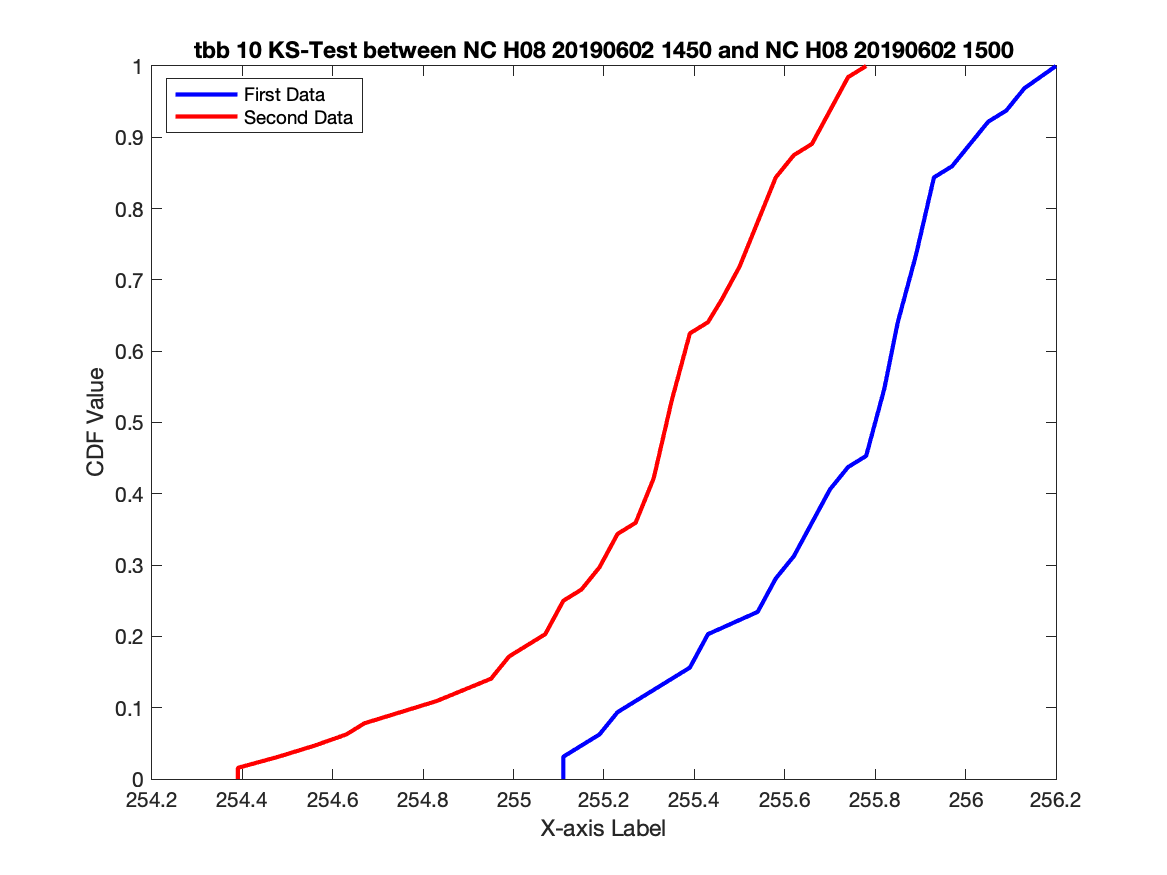 tbb 10 KS-Test between NC H08 20190602 1450 and NC H08 20190602 1500
First Data
Second Data
CDF Value
1
0.9
0.8
0.7
0.6
0.5
0.4
0.3
0.2
0.1
0
254.2 254.4 254.6 254.8 255 255.2 255.4 255.6 255.8 256 256.2
X-axis Label